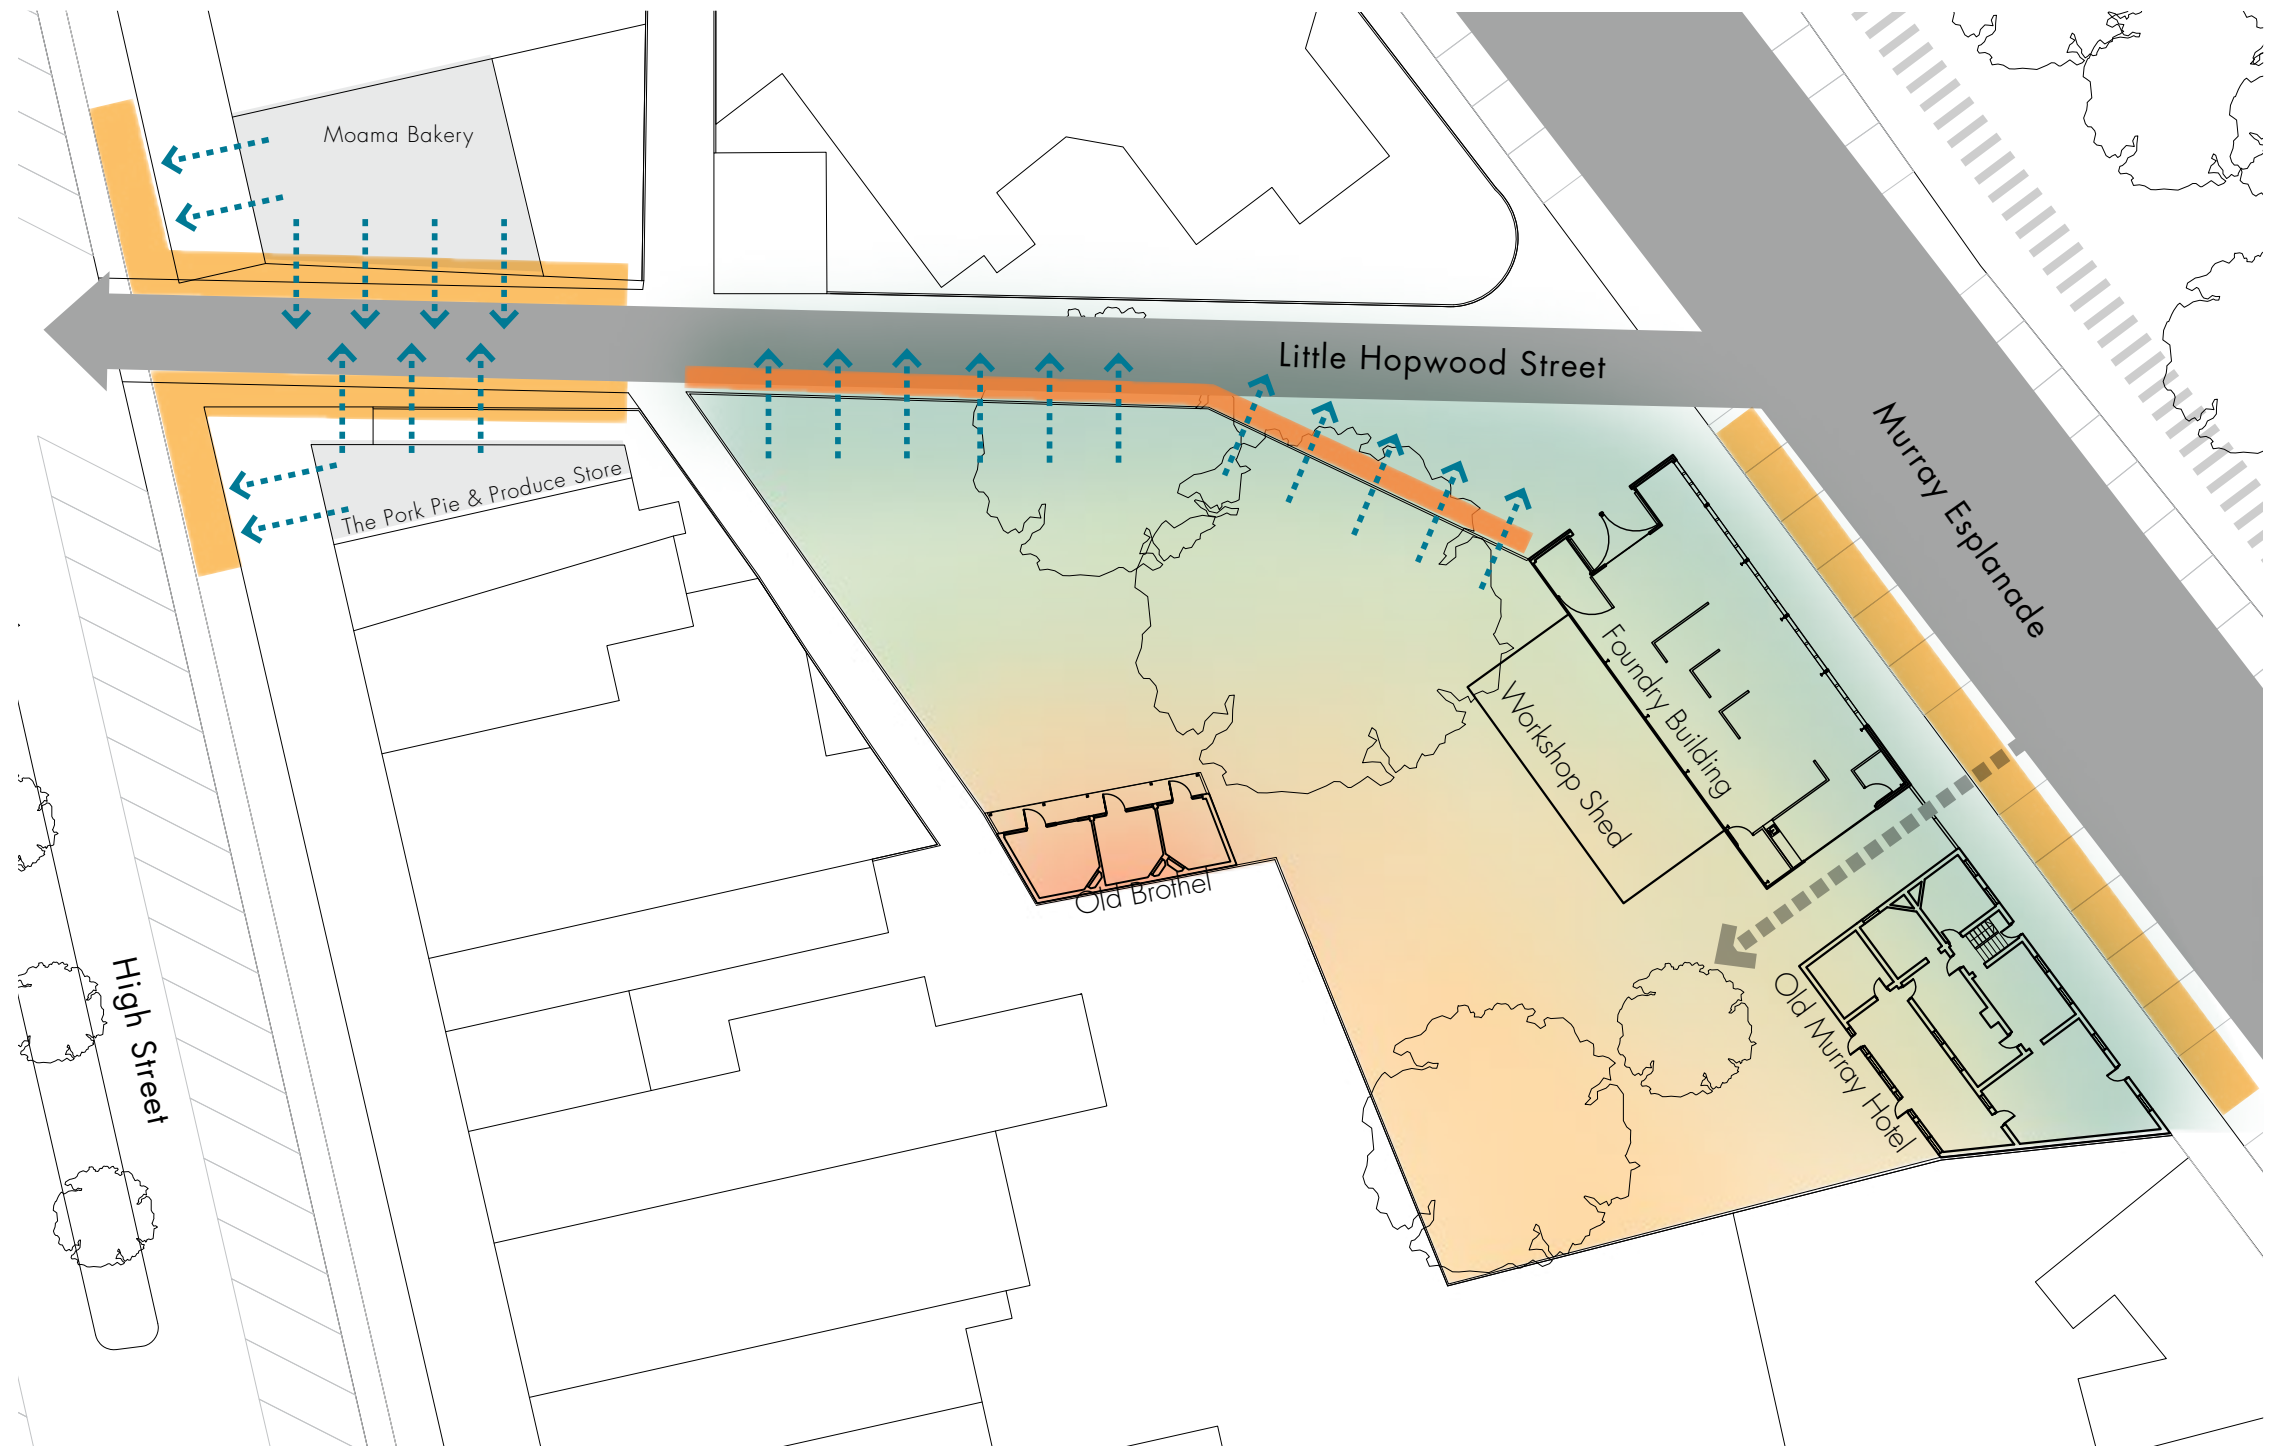 Moama Bakery
Little Hopwood Street
Murray Esplanade
The Pork Pie & Produce Store
Foundry Building
Workshop Shed
Old Brothel
High Street
Old Murray Hotel